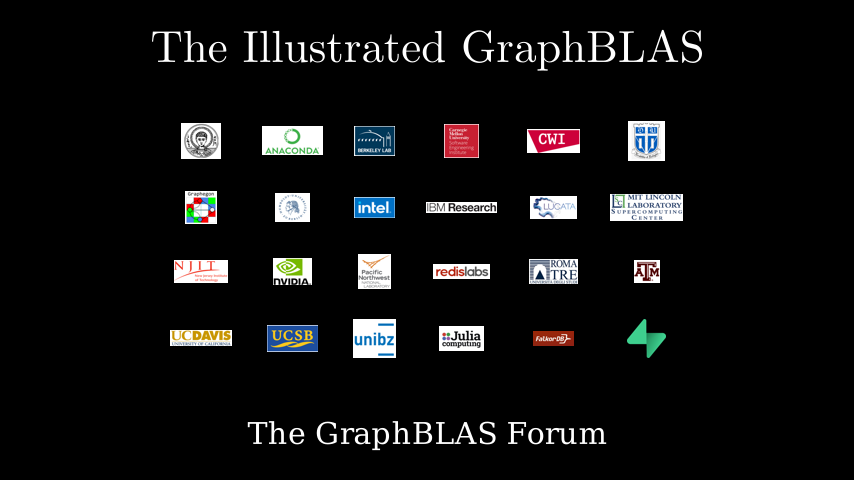 The Illustrated GraphBLAS
ANACONDA
BERKELEY LAB
Carnegie
Mellon
University
Software
Engineering
Institute
CWI
Graphegon
intel
IBM Research
LUCATA
MIT LINCOLN
LABORATORY
SUPERCOMPUTING
CENTER
NJIT
New Jersey Institute
of Technology
NVIDIA
Pacific
Northwest
NATIONAL LABORATORY
redislabs
ROMA
TRE
UNIVERSITÀ DEGLI STUDI
ATM
UCDAVIS
UNIVERSITY OF CALIFORNIA
UCSB
unibz
Julia
computing
FalkorDB
The GraphBLAS Forum